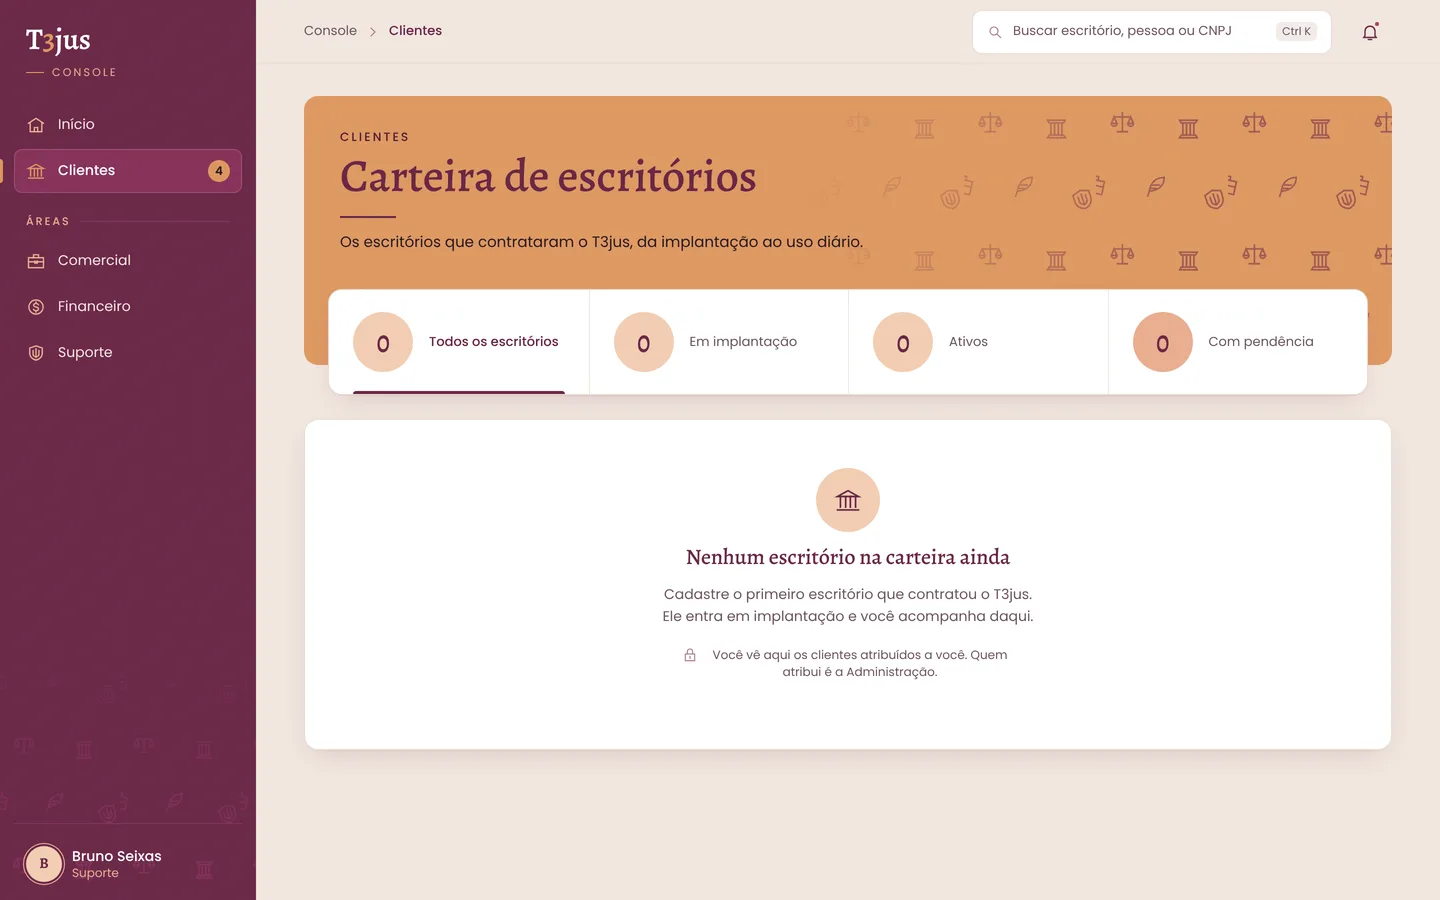 T3jus
CONSOLE
Início
Clientes
4
ÁREAS
Comercial
Financeiro
Suporte
B
Bruno Seixas
Suporte
Console
Clientes
Buscar escritório, pessoa ou CNPJ
Ctrl K
CLIENTES
Carteira de escritórios
Os escritórios que contrataram o T3jus, da implantação ao uso diário.
0
Todos os escritórios
0
Em implantação
0
Ativos
0
Com pendência
Nenhum escritório na carteira ainda
Cadastre o primeiro escritório que contratou o T3jus.
Ele entra em implantação e você acompanha daqui.
Você vê aqui os clientes atribuídos a você. Quem
atribui é a Administração.